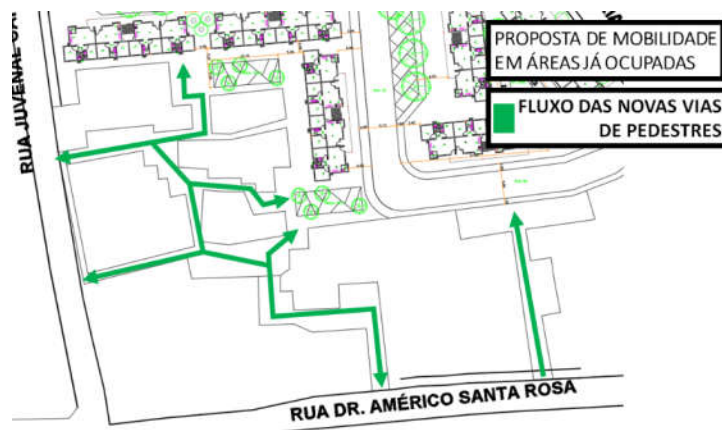 PROPOSTA DE MOBILIDADE
EM ÁREAS JÁ OCUPADAS
FLUXO DAS NOVAS VIAS
DE PEDESTRES
RUA JUVENAL
RUA DR. AMÉRICO SANTA ROSA